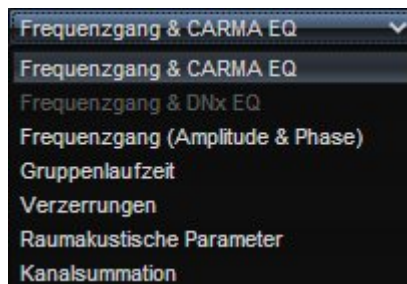 Frequenzgang & CARMA EQ
Frequenzgang & CARMA EQ
Frequenzgang & DNx EQ
Frequenzgang (Amplitude & Phase)
Gruppenlaufzeit
Verzerrungen
Raumakustische Parameter
Kanalsummation